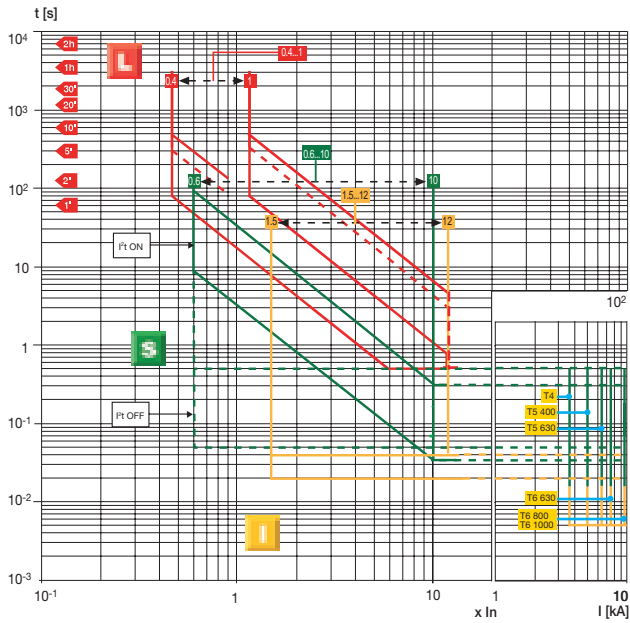 t [s]
10⁴
2h
L
0.4...1
1h
0.4
1
30'
20'
10³
10'
5'
0.6...10
2'
0.6
10
10²
1.5...12
1'
1.5
12
I²t ON
10
10²
1
S
T4
I²t OFF
T5 400
10⁻¹
T5 630
10⁻²
T6 630
T6 800
T6 1000
I
10⁻³
10⁻¹
1
10
1
10
x In
I [kA]